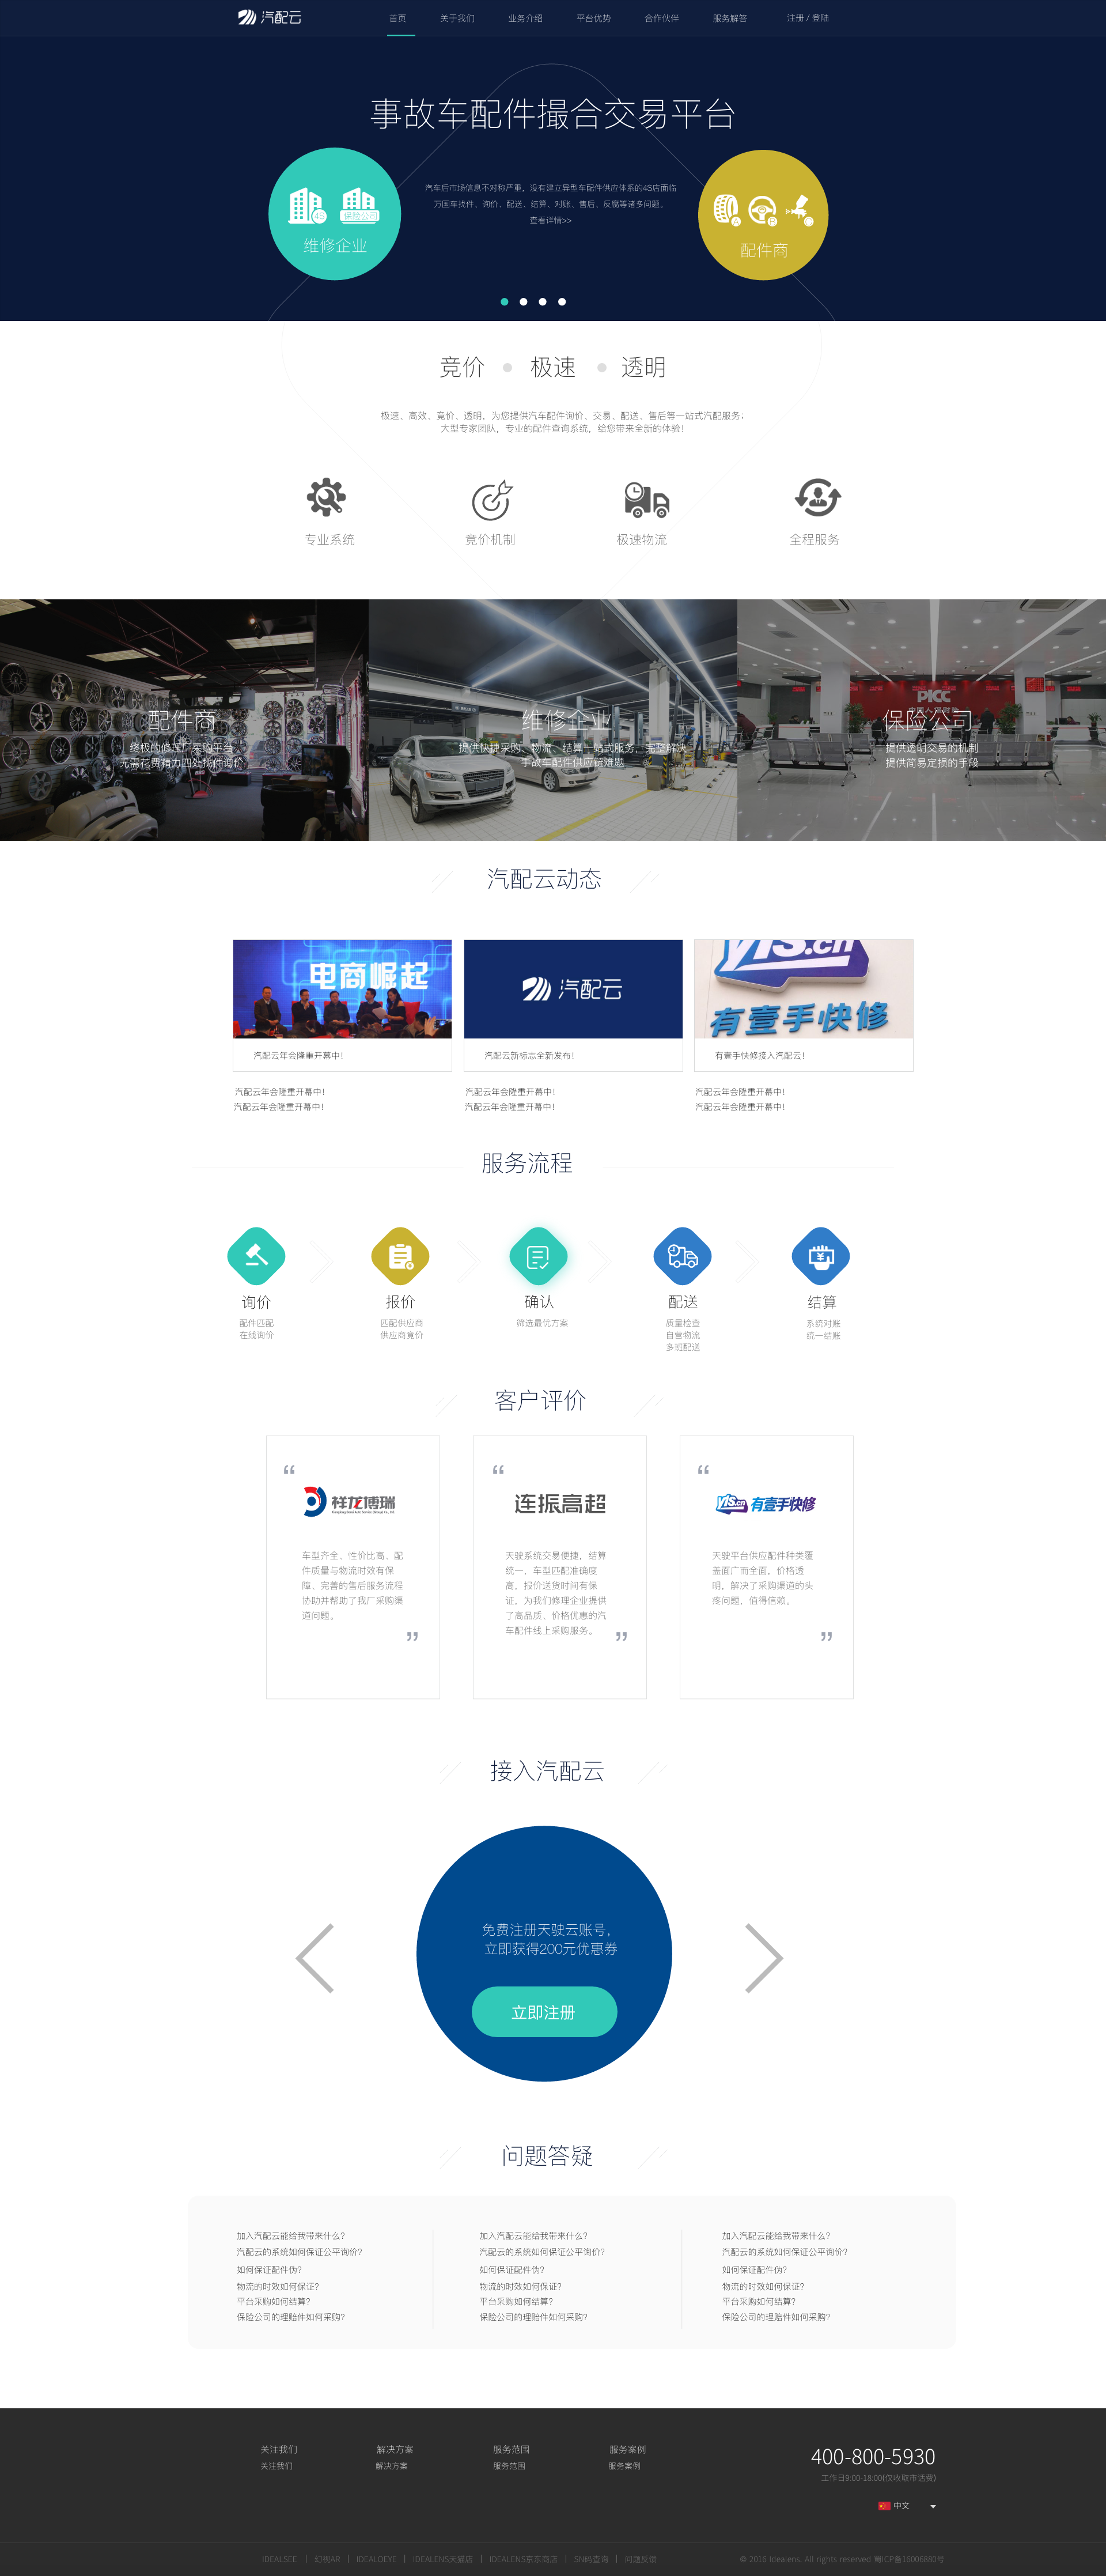 汽配云
首页 关于我们 业务介绍 平台优势 合作伙伴 服务解答 注册 / 登陆
事故车配件撮合交易平台
汽车后市场信息不对称严重，没有建立异型车配件供应体系的4S店面临
万国车找件、询价、配送、结算、对账、售后、反腐等诸多问题。
查看详情>>
4S 保险公司
维修企业
A B C
配件商
竞价 极速 透明
极速、高效、竟价、透明，为您提供汽车配件询价、交易、配送、售后等一站式汽配服务；
大型专家团队，专业的配件查询系统，给您带来全新的体验！
专业系统 竟价机制 极速物流 全程服务
配件商
终极的修理厂采购平台
无需花费精力四处找件询价
维修企业
提供快捷采购、物流、结算一站式服务，完整解决
事故车配件供应链难题
PICC
保险公司
提供透明交易的机制
提供简易定损的手段
汽配云动态
电商崛起
汽配云
VIS.cn
有壹手快修
汽配云年会隆重开幕中！ 汽配云新标志全新发布！ 有壹手快修接入汽配云！
汽配云年会隆重开幕中！ 汽配云年会隆重开幕中！ 汽配云年会隆重开幕中！
汽配云年会隆重开幕中！ 汽配云年会隆重开幕中！ 汽配云年会隆重开幕中！
服务流程
询价
配件匹配
在线询价
报价
匹配供应商
供应商竟价
确认
筛选最优方案
配送
质量检查
自营物流
多班配送
结算
系统对账
统一结账
客户评价
“
祥龙博瑞
车型齐全、性价比高、配
件质量与物流时效有保
障、完善的售后服务流程
协助并帮助了我厂采购渠
道问题。
”
“
连振高超
天驶系统交易便捷，结算
统一，车型匹配准确度
高，报价送货时间有保
证，为我们修理企业提供
了高品质、价格优惠的汽
车配件线上采购服务。
”
“
VIS.cn 有壹手快修
天驶平台供应配件种类覆
盖面广而全面，价格透
明，解决了采购渠道的头
疼问题，值得信赖。
”
接入汽配云
免费注册天驶云账号，
立即获得200元优惠券
立即注册
问题答疑
加入汽配云能给我带来什么？
汽配云的系统如何保证公平询价？
如何保证配件伪？
物流的时效如何保证？
平台采购如何结算？
保险公司的理赔件如何采购？
加入汽配云能给我带来什么？
汽配云的系统如何保证公平询价？
如何保证配件伪？
物流的时效如何保证？
平台采购如何结算？
保险公司的理赔件如何采购？
加入汽配云能给我带来什么？
汽配云的系统如何保证公平询价？
如何保证配件伪？
物流的时效如何保证？
平台采购如何结算？
保险公司的理赔件如何采购？
关注我们 解决方案 服务范围 服务案例
关注我们 解决方案 服务范围 服务案例
400-800-5930
工作日9:00-18:00(仅收取市话费)
中文
IDEALSEE | 幻视AR | IDEALOEYE | IDEALENS天猫店 | IDEALENS京东商店 | SN码查询 | 问题反馈
© 2016 Idealens. All rights reserved 蜀ICP备16006880号